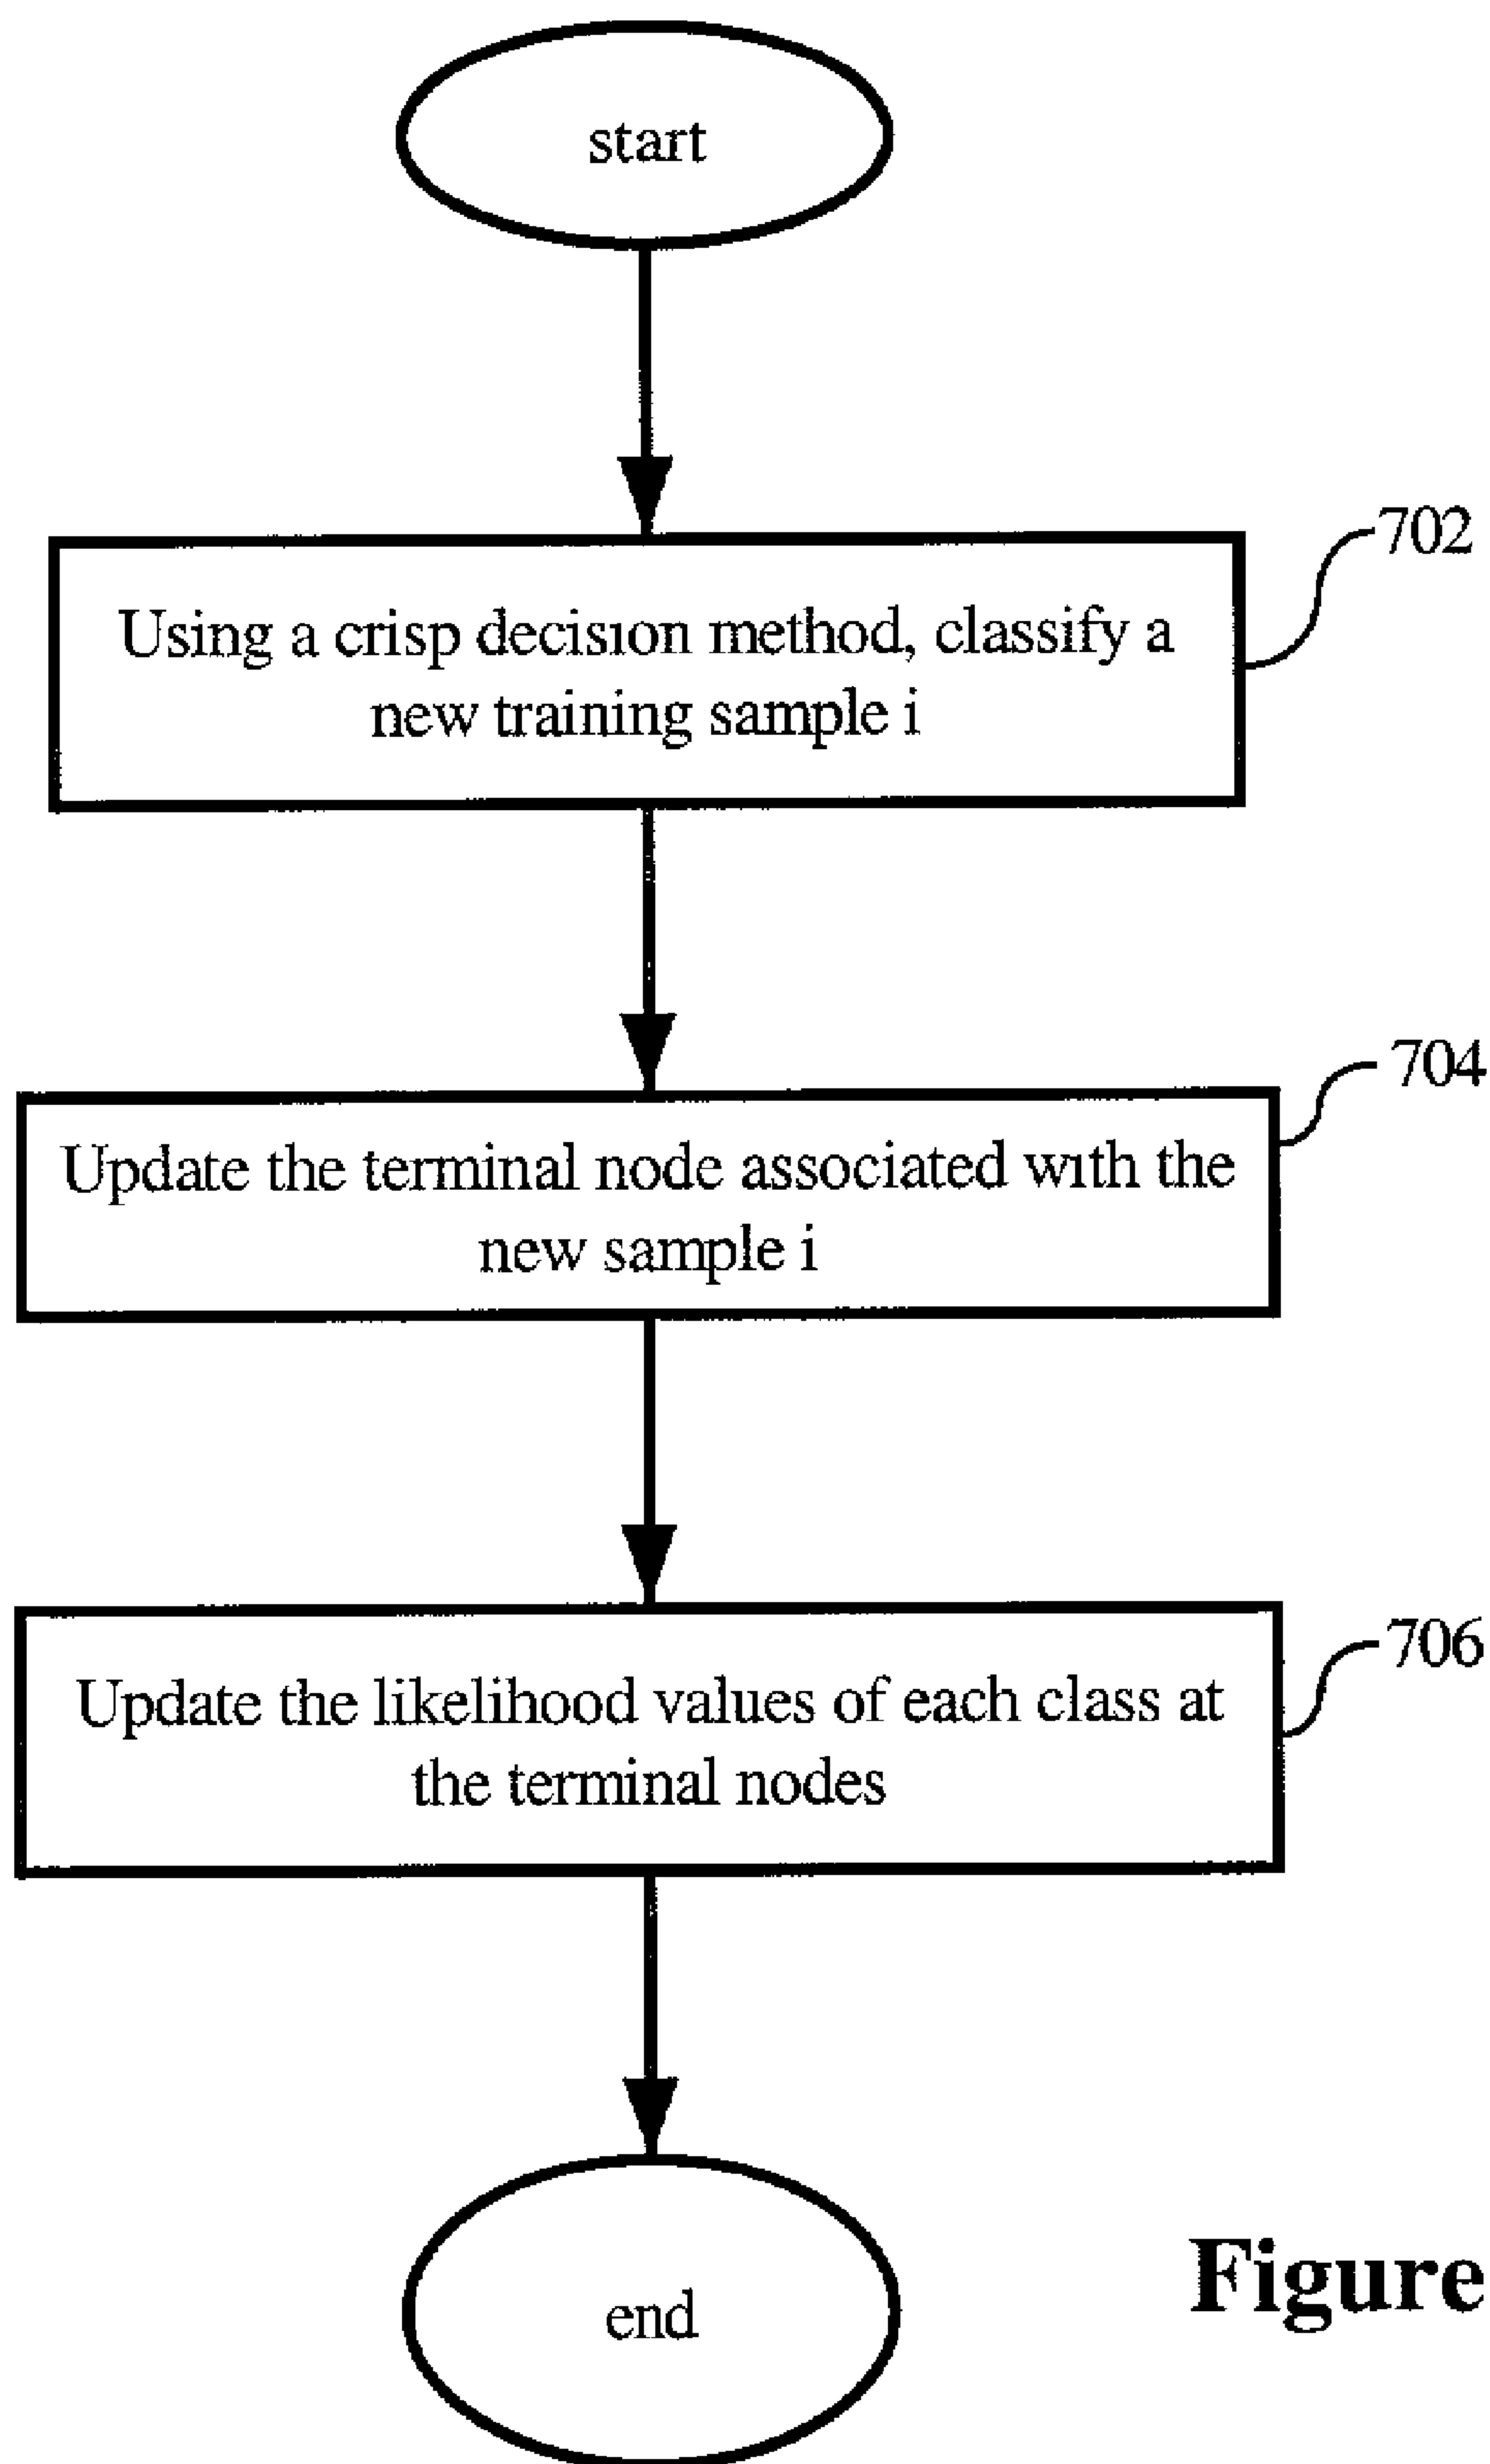 start
702
Using a crisp decision method, classify a
new training sample i
704
Update the terminal node associated with the
new sample i
706
Update the likelihood values of each class at
the terminal nodes
end
Figure